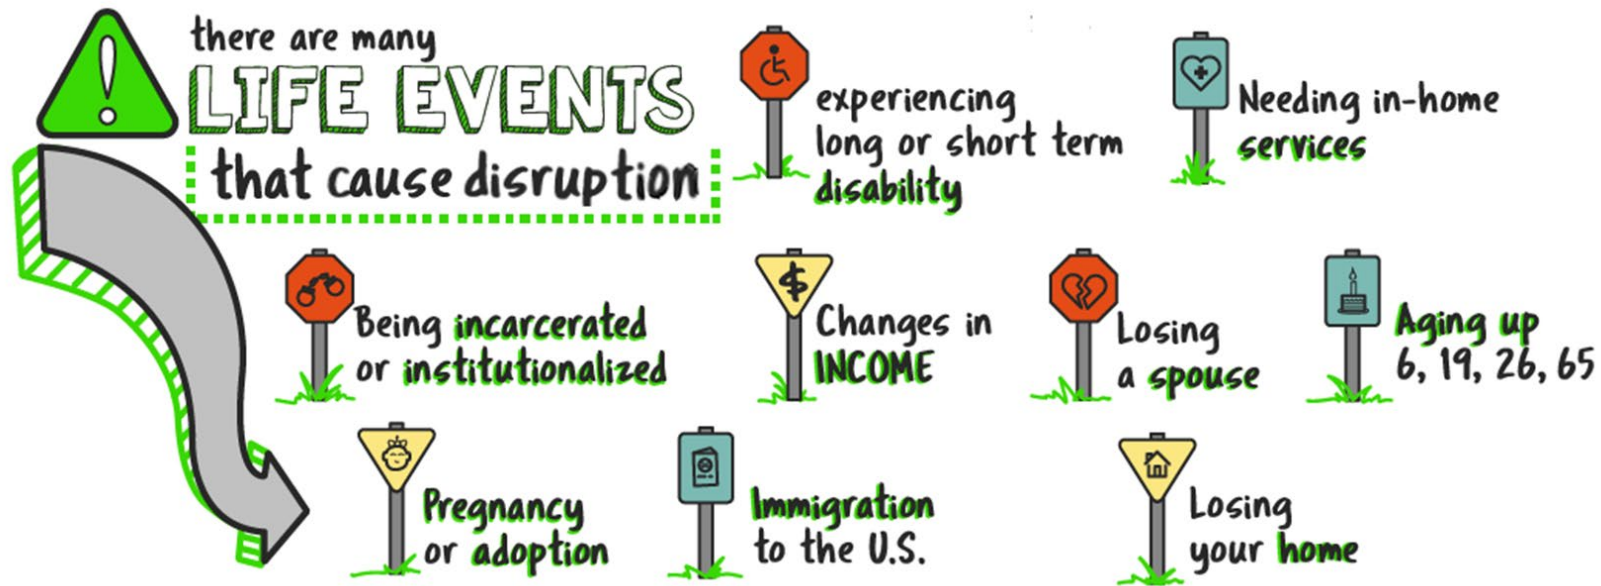 there are many
LIFE EVENTS
that cause disruption
experiencing
long or short term
disability
Needing in-home
services
Being incarcerated
or institutionalized
$
Changes in
INCOME
Losing
a spouse
Aging up
6, 19, 26, 65
Pregnancy
or adoption
Immigration
to the U.S.
Losing
your home